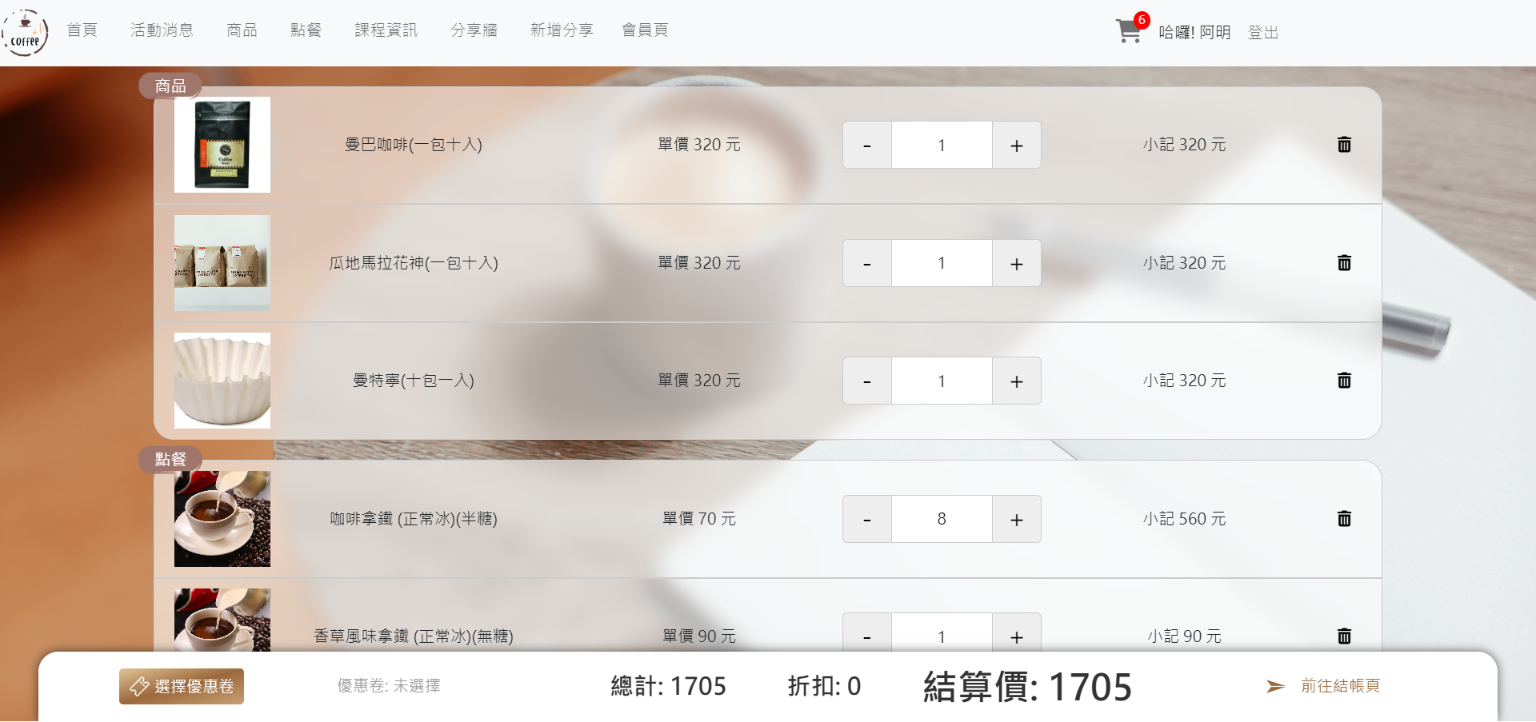 coffee 首頁 活動消息 商品 點餐 課程資訊 分享牆 新增分享 會員頁 6 哈囉! 阿明 登出
商品
曼巴咖啡(一包十入) 單價 320 元 - 1 + 小記 320 元
瓜地馬拉花神(一包十入) 單價 320 元 - 1 + 小記 320 元
曼特寧(十包一入) 單價 320 元 - 1 + 小記 320 元
點餐
咖啡拿鐵 (正常冰)(半糖) 單價 70 元 - 8 + 小記 560 元
香草風味拿鐵 (正常冰)(無糖) 單價 90 元 - 1 + 小記 90 元
選擇優惠卷 優惠卷: 未選擇 總計: 1705 折扣: 0 結算價: 1705 前往結帳頁